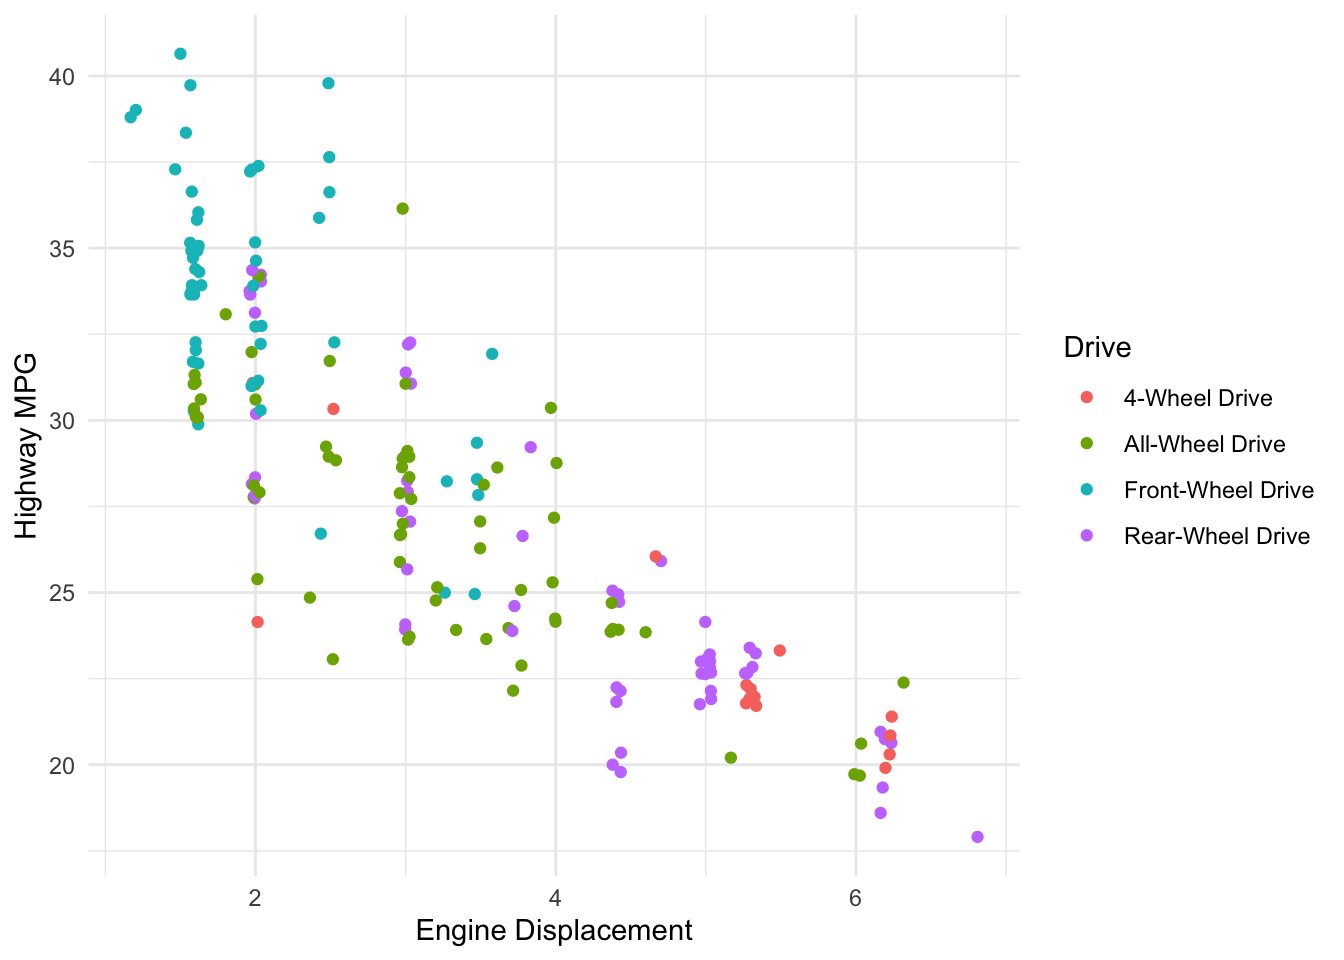 40
35
30
25
20
Highway MPG
2
4
6
Engine Displacement
Drive
4-Wheel Drive
All-Wheel Drive
Front-Wheel Drive
Rear-Wheel Drive